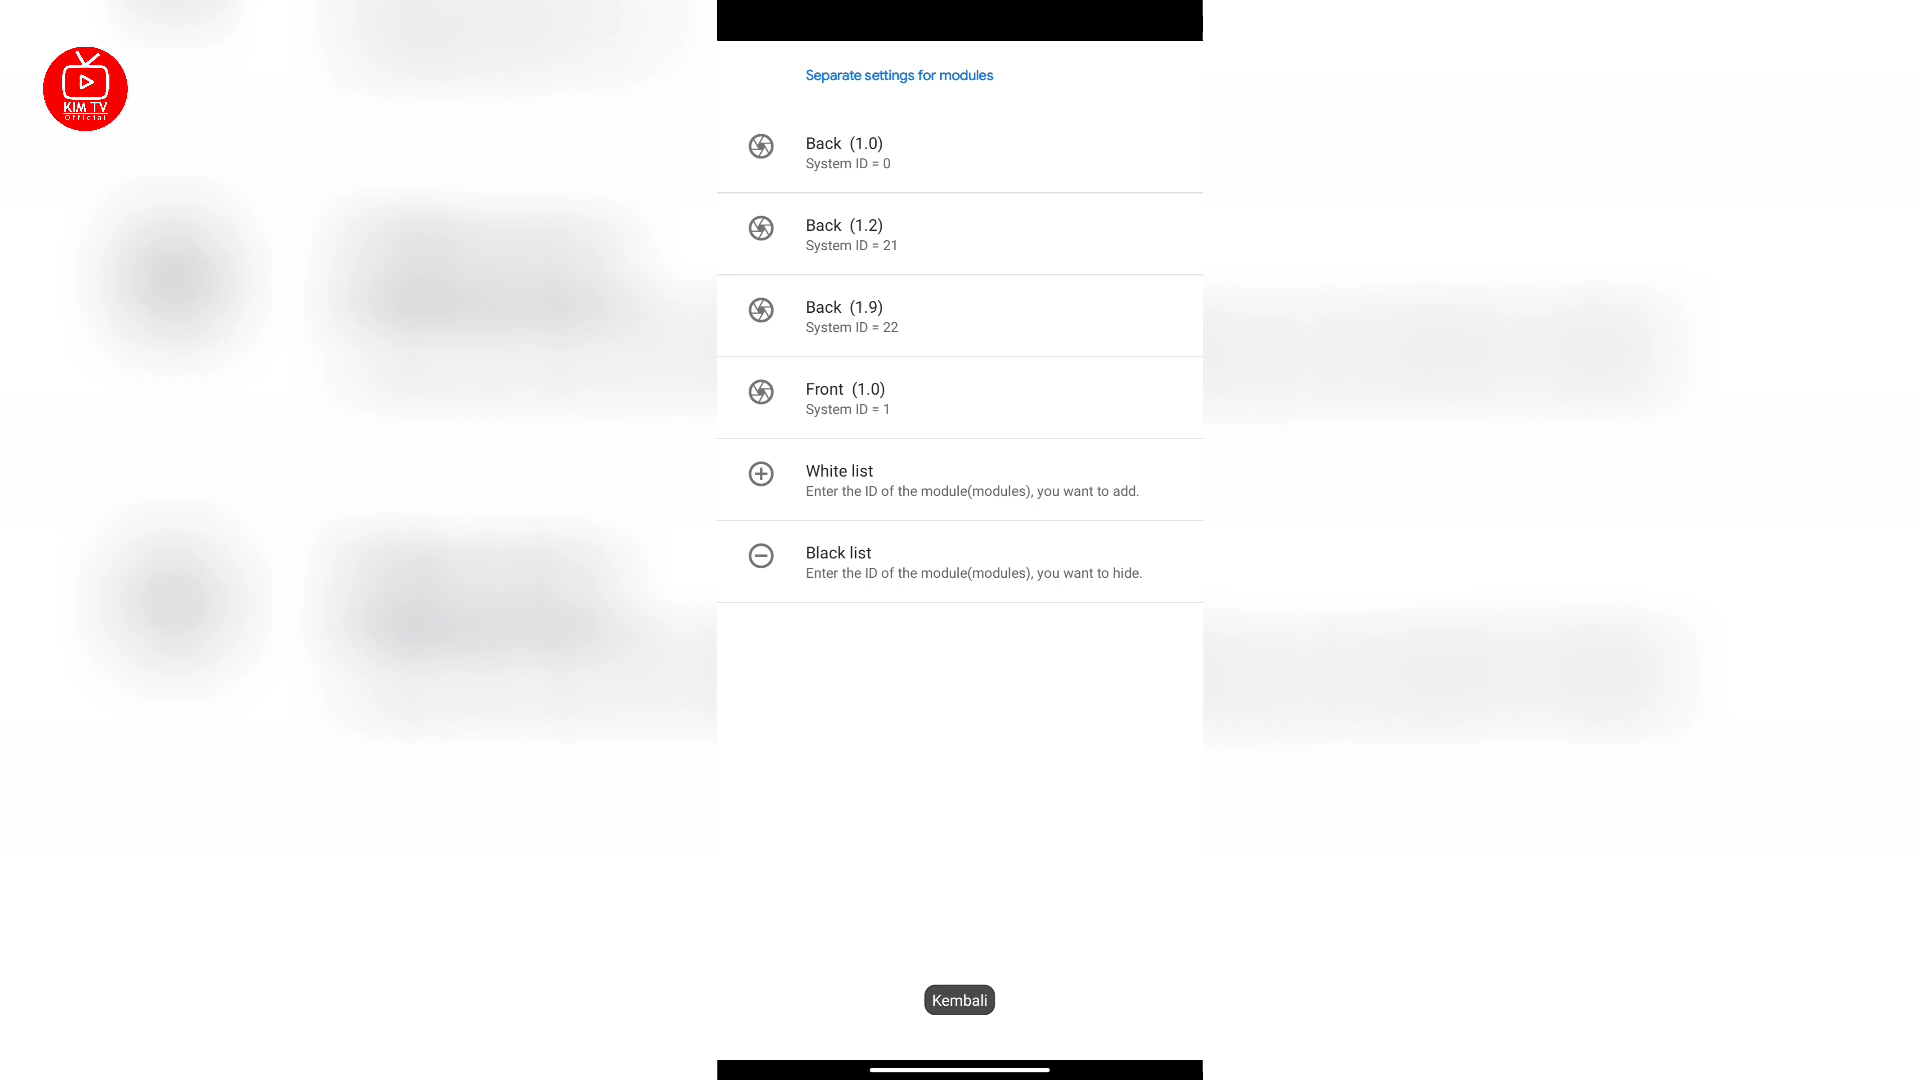 KIM TV
Official
Separate settings for modules
Back (1.0)
System ID = 0
Back (1.2)
System ID = 21
Back (1.9)
System ID = 22
Front (1.0)
System ID = 1
White list
Enter the ID of the module(modules), you want to add.
Black list
Enter the ID of the module(modules), you want to hide.
Kembali